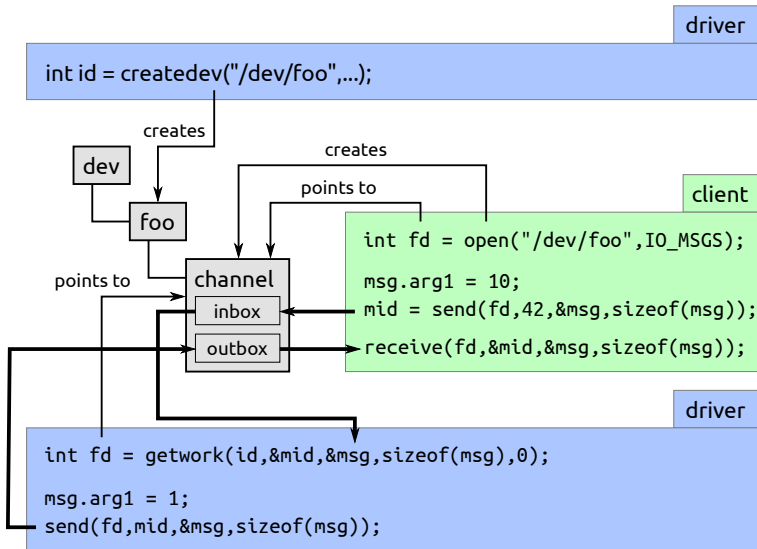 driver
int id = createdev("/dev/foo",...);
creates
creates
dev
points to
client
foo
int fd = open("/dev/foo",IO_MSGS);
channel
points to
msg.arg1 = 10;
inbox
mid = send(fd,42,&msg,sizeof(msg));
outbox
receive(fd,&mid,&msg,sizeof(msg));
driver
int fd = getwork(id,&mid,&msg,sizeof(msg),0);
msg.arg1 = 1;
send(fd,mid,&msg,sizeof(msg));